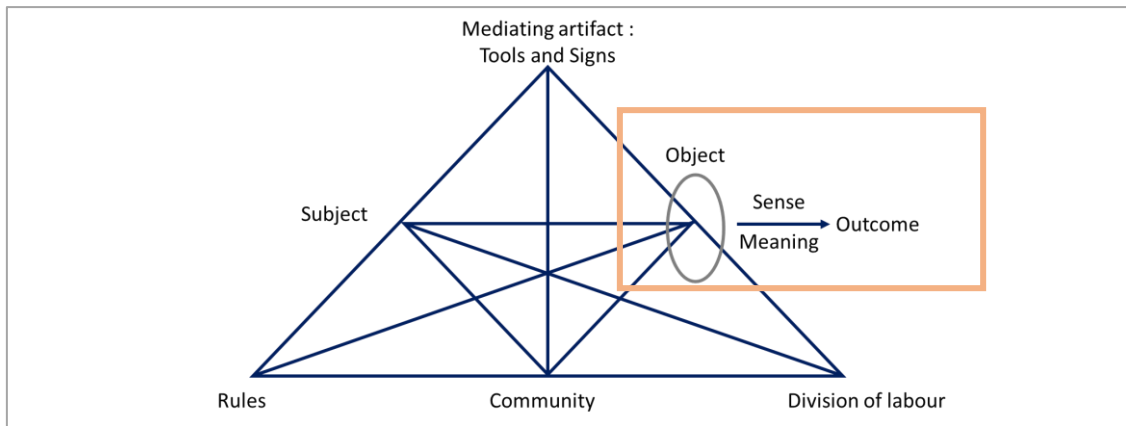 Mediating artifact :
Tools and Signs
Object
Subject
Sense
Outcome
Meaning
Rules
Community
Division of labour